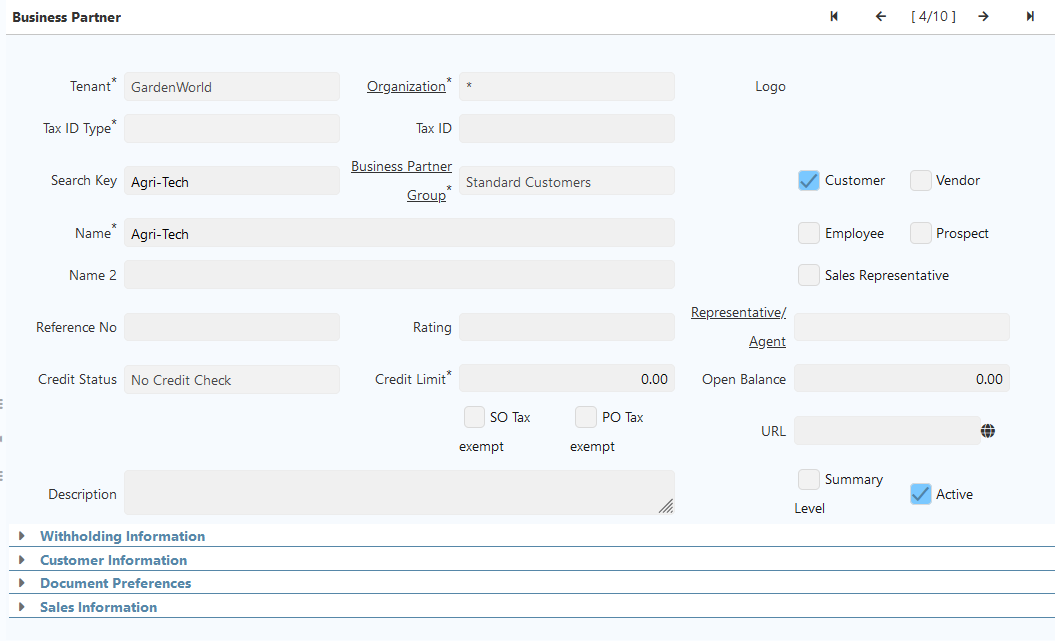 Business Partner
[ 4/10 ]
Tenant* GardenWorld Organization* * Logo
Tax ID Type* Tax ID
Search Key Agri-Tech Business Partner Group* Standard Customers Customer Vendor
Name* Agri-Tech Employee Prospect
Name 2 Sales Representative
Reference No Rating Representative/
Agent
Credit Status No Credit Check Credit Limit* 0.00 Open Balance 0.00
SO Tax exempt PO Tax exempt URL
Description Summary Level Active
Withholding Information
Customer Information
Document Preferences
Sales Information